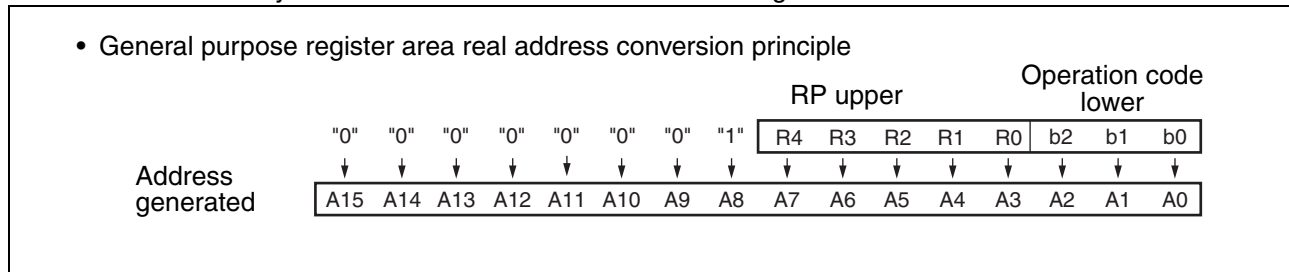 • General purpose register area real address conversion principle
Operation code
RP upper
lower
"0" "0" "0" "0" "0" "0" "0" "1" R4 R3 R2 R1 R0 b2 b1 b0
Address
generated
A15 A14 A13 A12 A11 A10 A9 A8 A7 A6 A5 A4 A3 A2 A1 A0